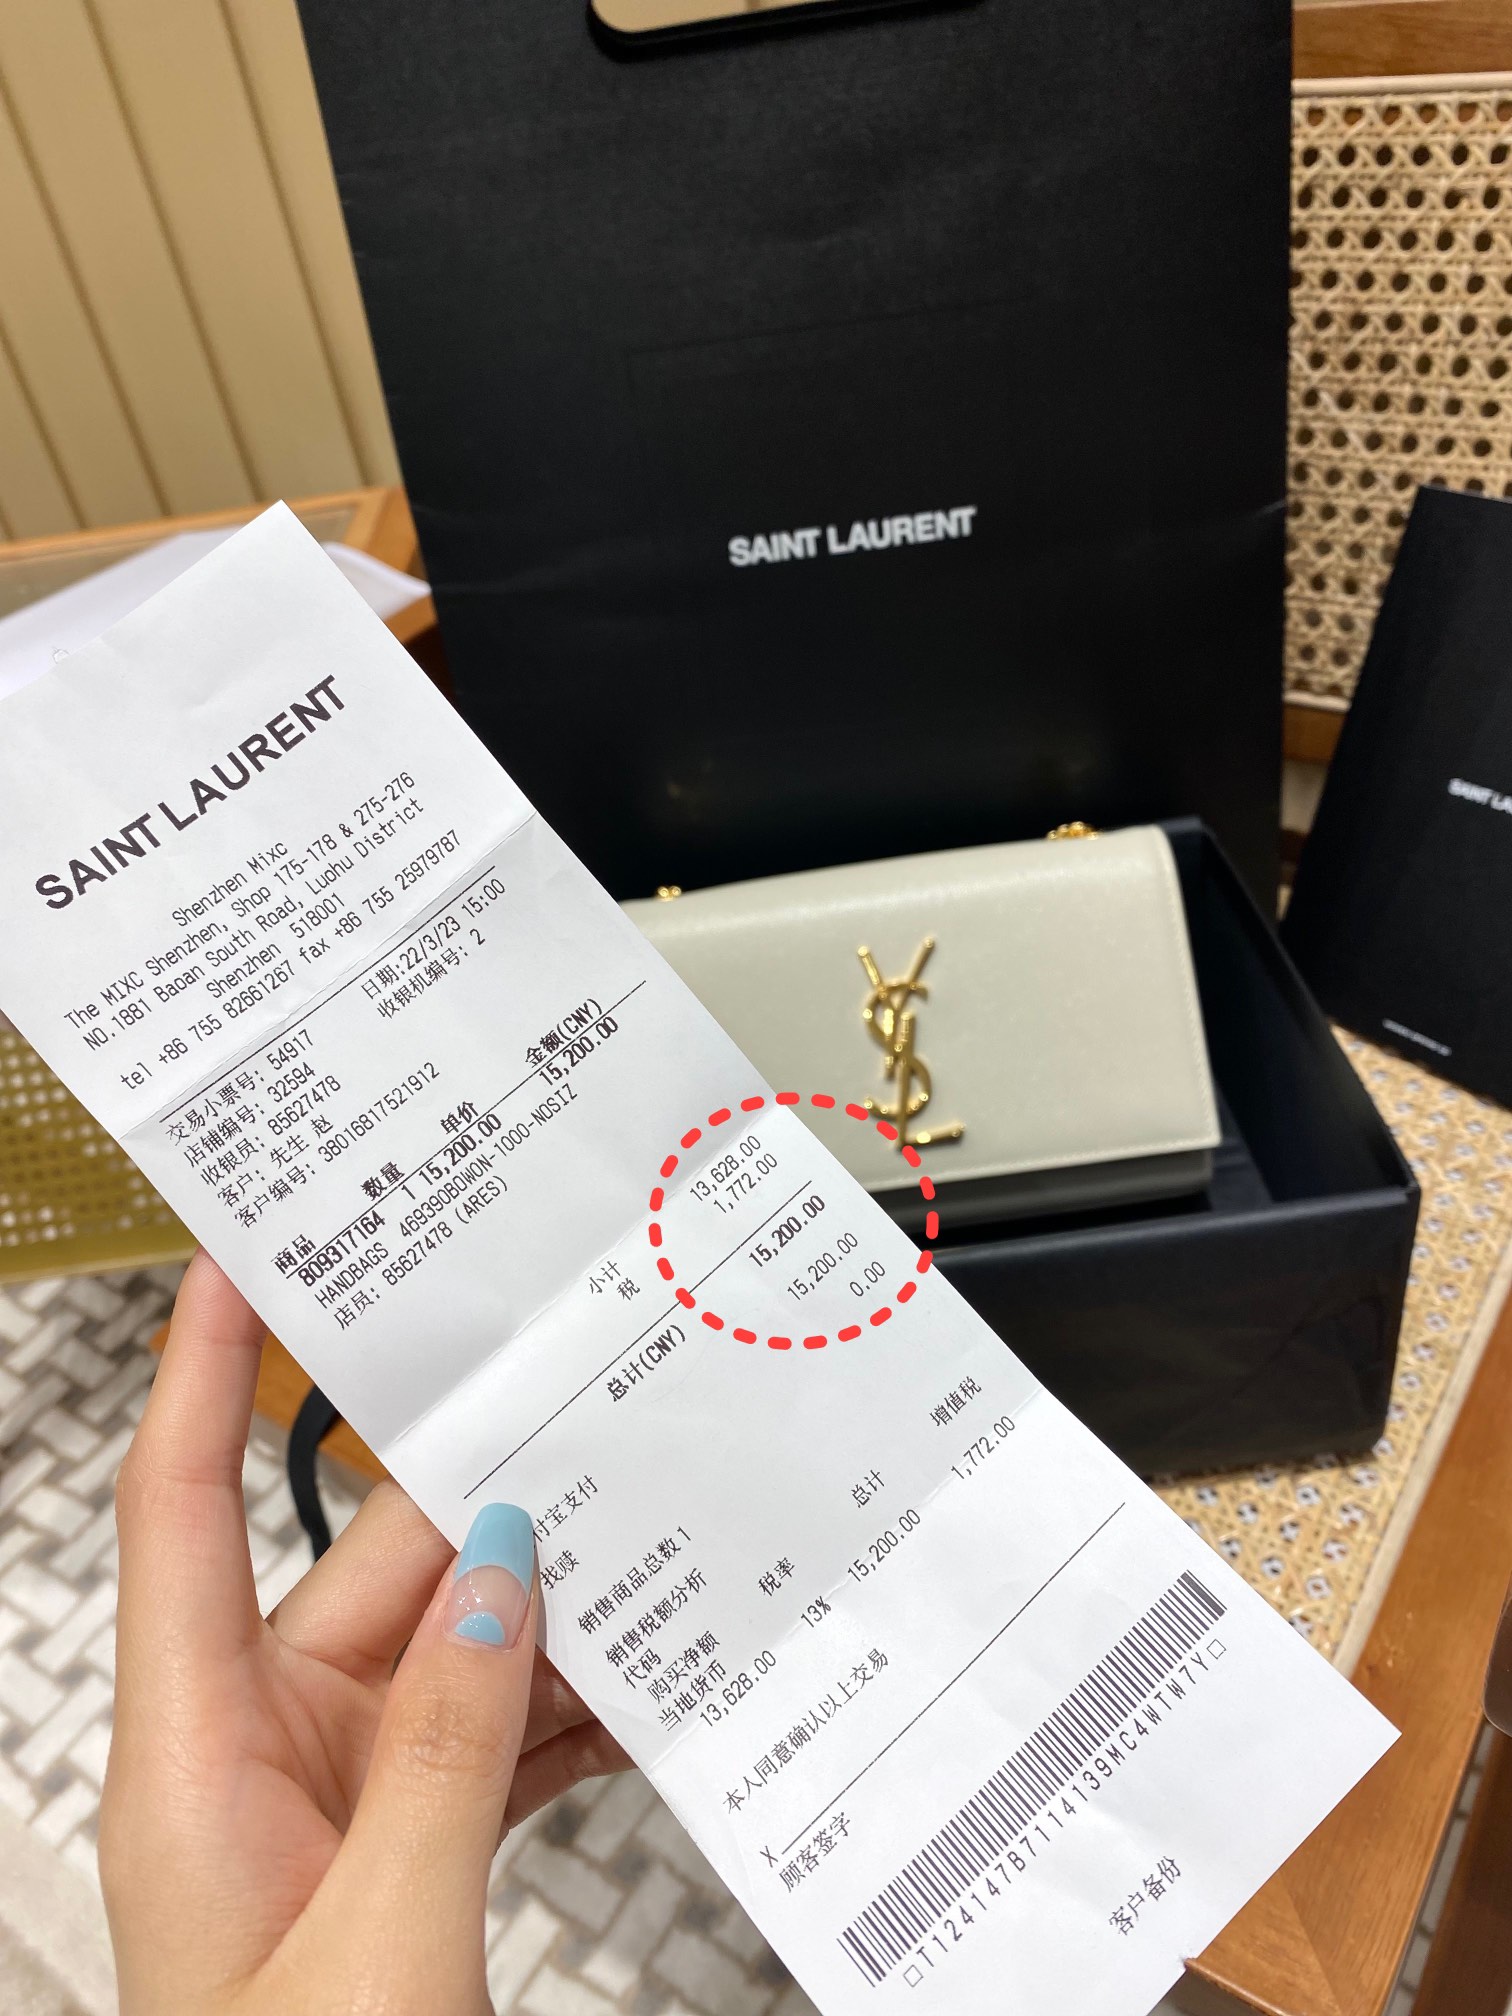 SAINT LAURENT
SAINT LAURENT
Shenzhen Mixc
The MIXC Shenzhen, Shop 175-178 & 275-276
NO.1881 Baoan South Road, Luohu District
Shenzhen 518001
tel +86 755 82661267 fax +86 755 25979787
交易小票号: 54917 日期:22/3/23 15:00
店铺编号: 32594 收银机编号: 2
收银员: 85627478
客户: 先生 赵
客户编号: 3801681752​1912
商品 数量 单价 金额(CNY)
809317164 1 15,200.00 15,200.00
HANDBAGS 469390BOWON-1000-NOSIZ
店员: 85627478 (ARES)
小计 13,628.00
税 1,772.00
总计(CNY) 15,200.00
付宝支付 15,200.00
找赎 0.00
销售商品总数 1
销售税额分析
代码 税率 总计 增值税
购买净额
当地货币
13,628.00 13% 15,200.00 1,772.00
本人同意确认以上交易
X
顾客签字
T124147B7114139MC4WTW7Y
客户备份
SAINT LA